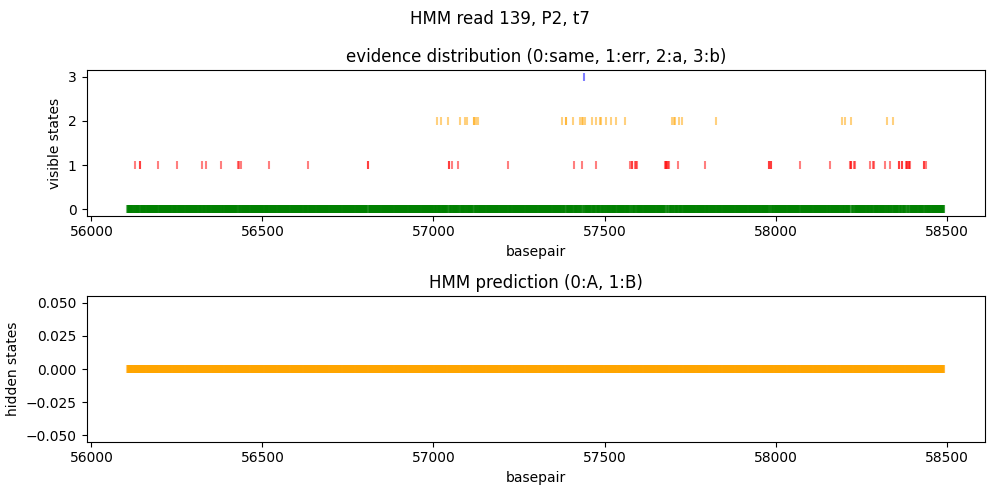 HMM read 139, P2, t7
evidence distribution (0:same, 1:err, 2:a, 3:b)
visible states
3
2
1
0
56000 56500 57000 57500 58000 58500
basepair
HMM prediction (0:A, 1:B)
hidden states
0.050
0.025
0.000
−0.025
−0.050
56000 56500 57000 57500 58000 58500
basepair